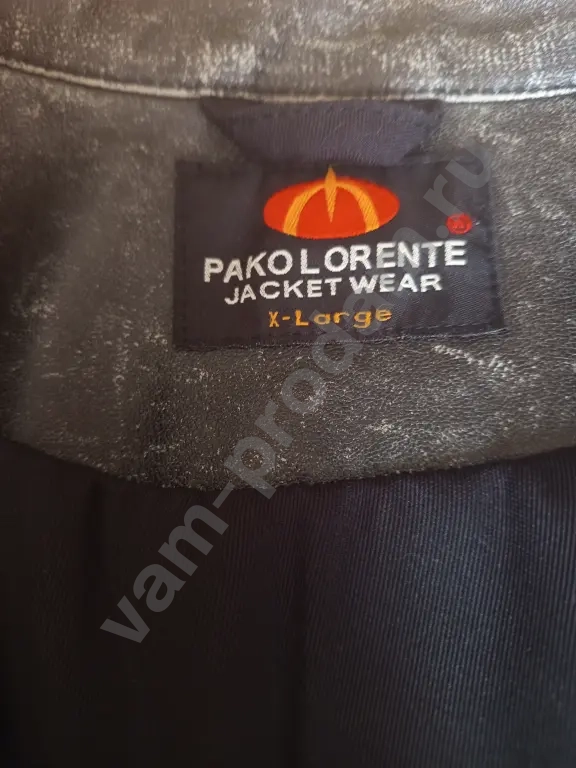 ®
PAKO LORENTE
JACKET WEAR
X-Large
vam-prodam.ru